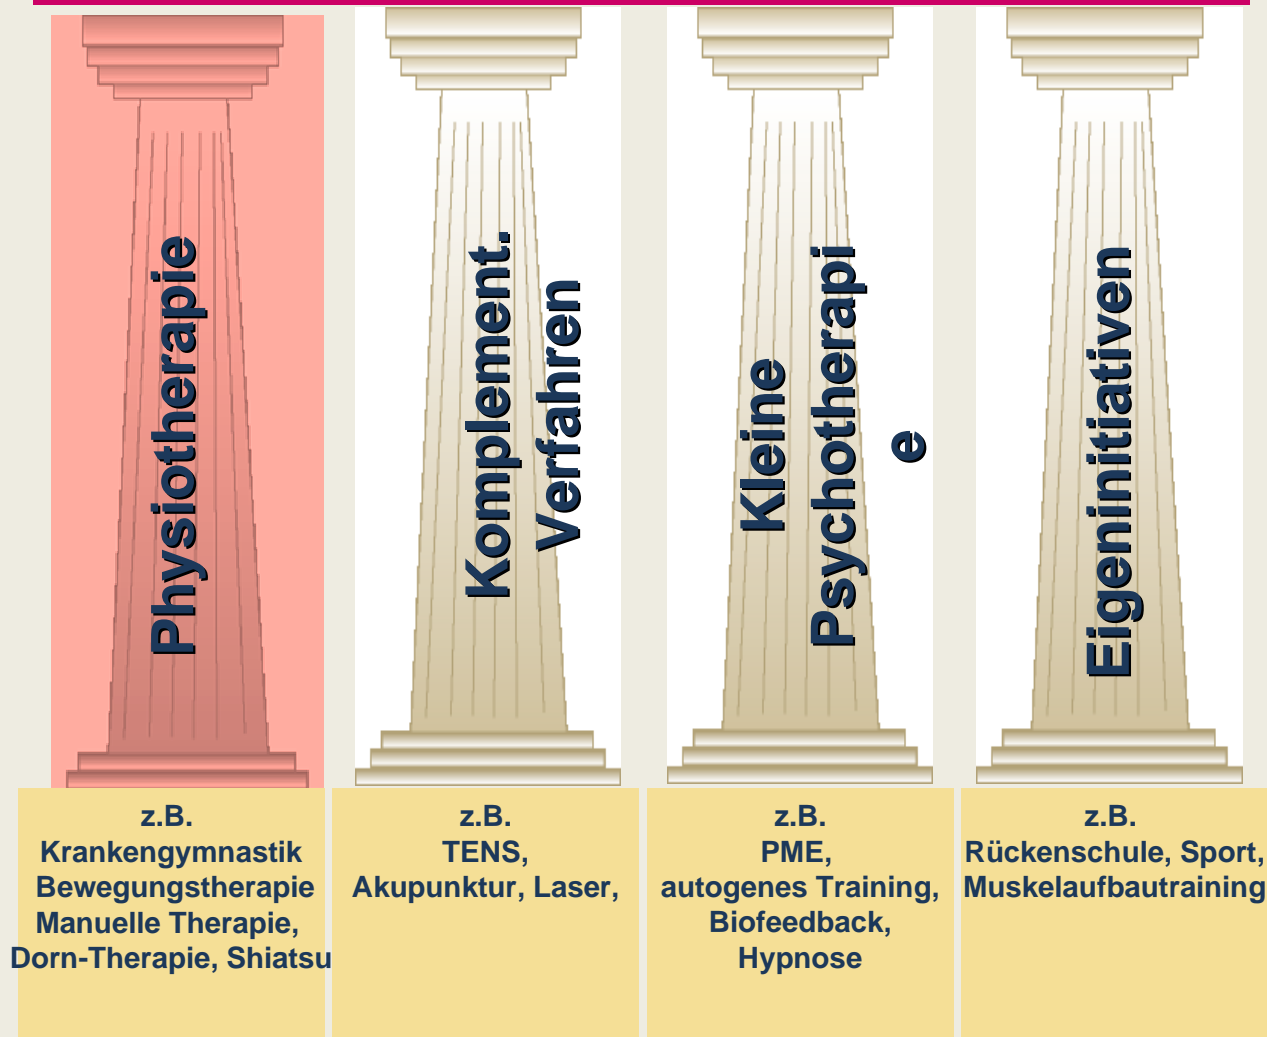 Physiotherapie
Komplement.
Verfahren
Kleine
Psychotherapi
e
Eigeninitiativen
z.B.
Krankengymnastik
Bewegungstherapie
Manuelle Therapie,
Dorn-Therapie, Shiatsu
z.B.
TENS,
Akupunktur, Laser,
z.B.
PME,
autogenes Training,
Biofeedback,
Hypnose
z.B.
Rückenschule, Sport,
Muskelaufbautraining